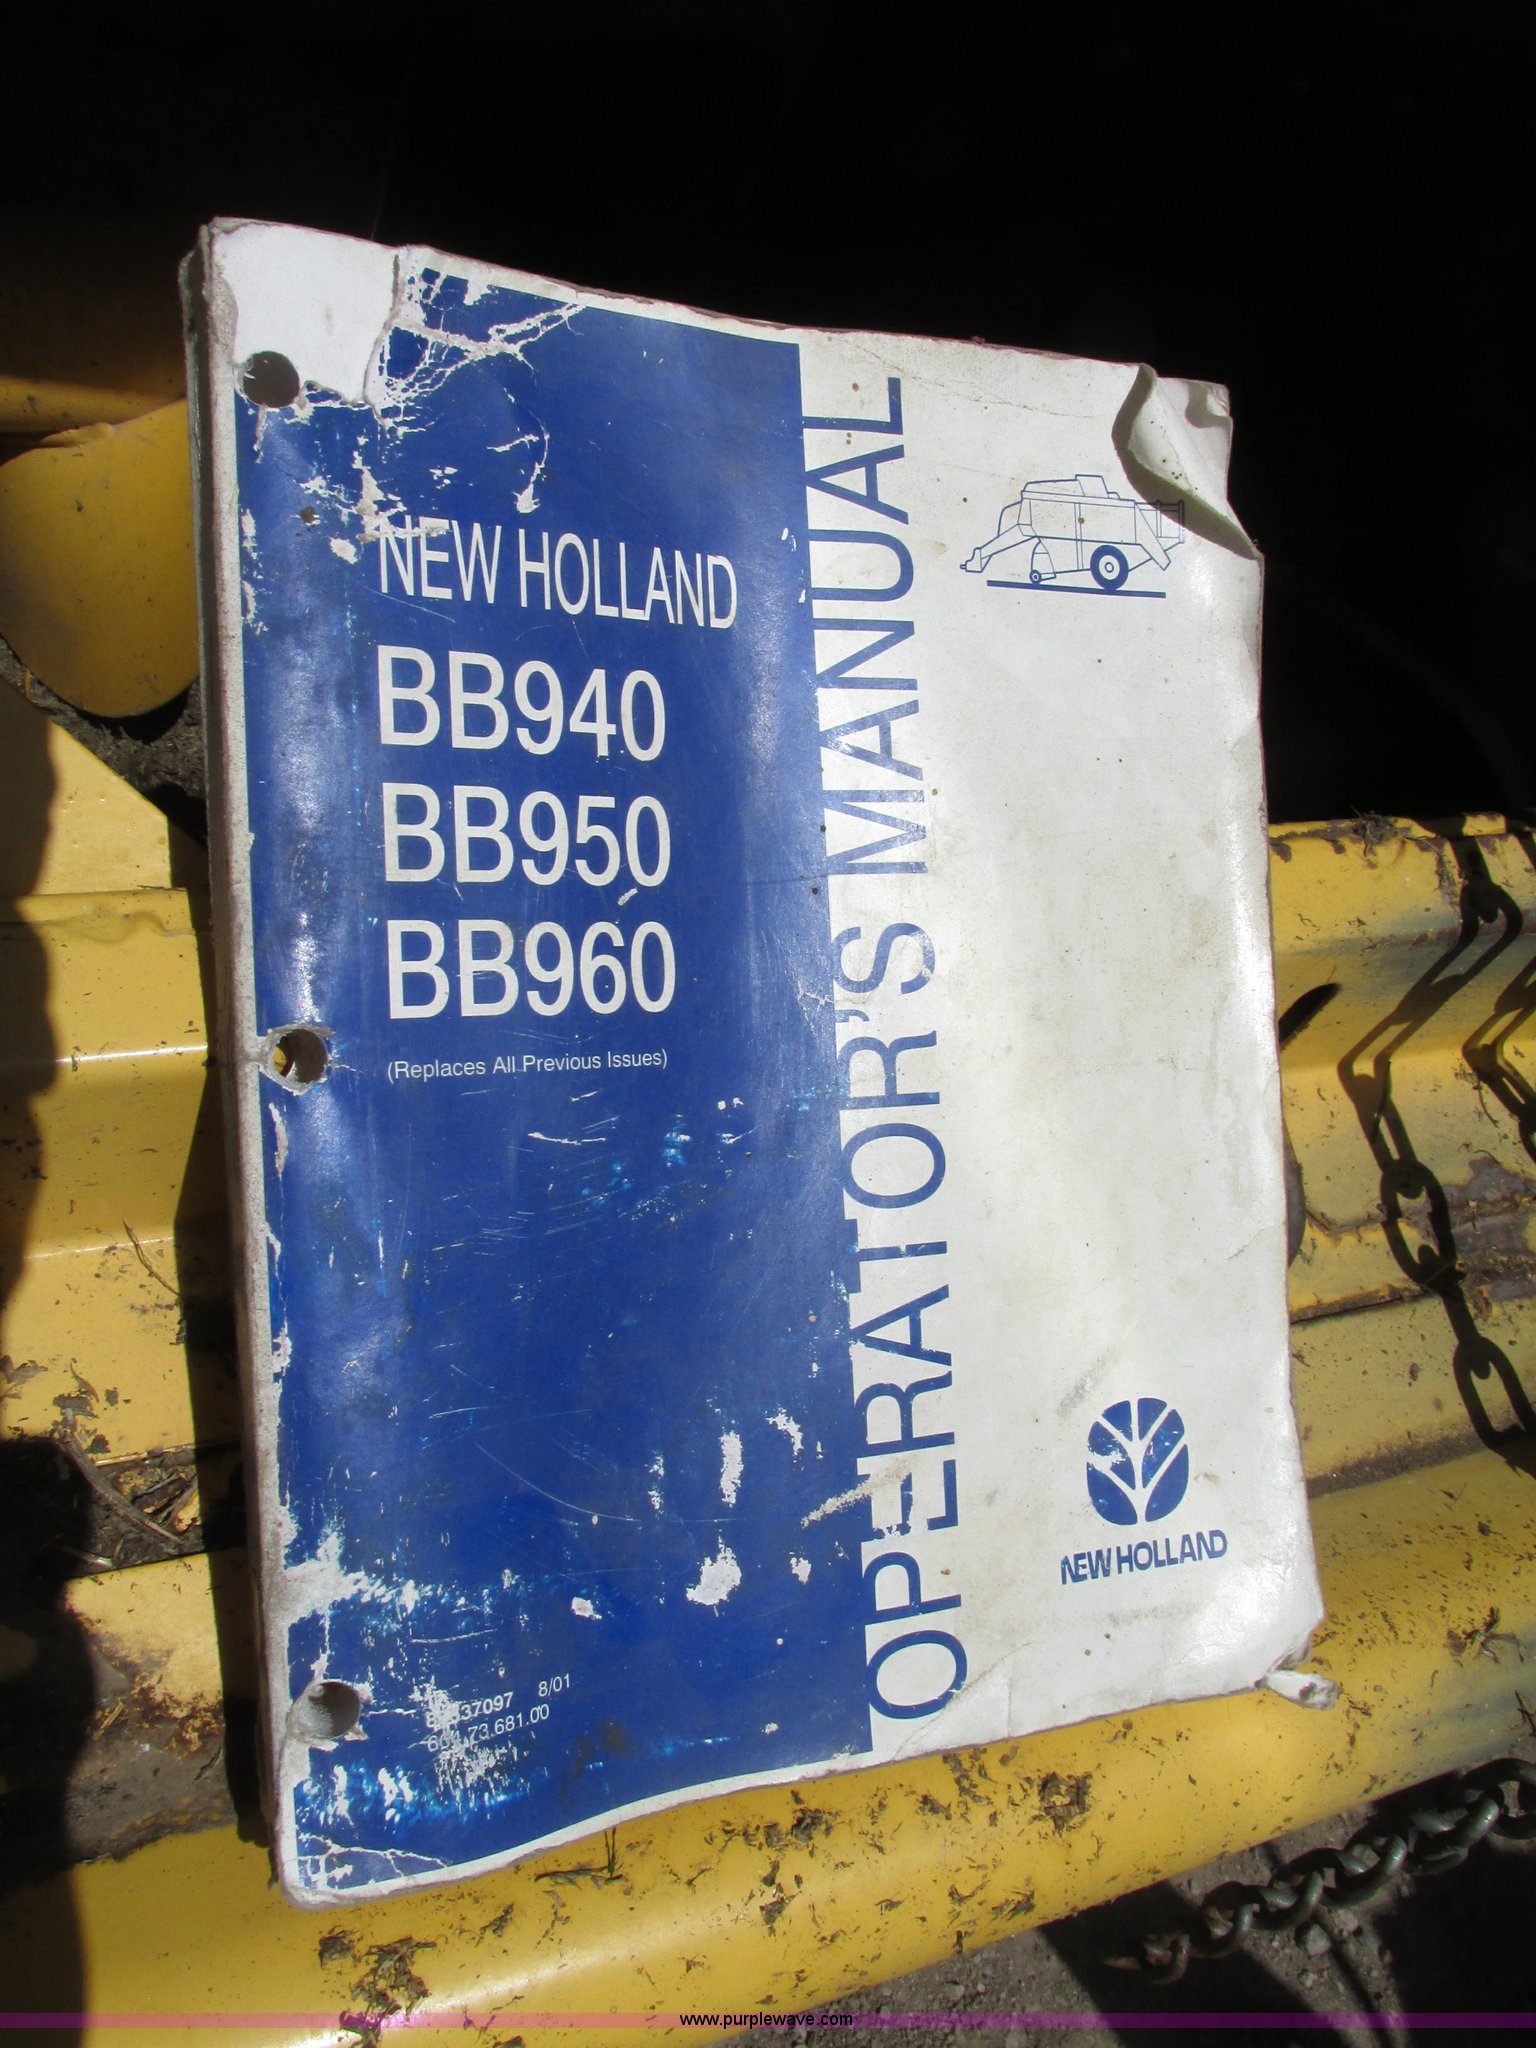 NEW HOLLAND
BB940
BB950
BB960
(Replaces All Previous Issues)
8/01
OPERATOR'S MANUAL
NEW HOLLAND
www.purplewave.com